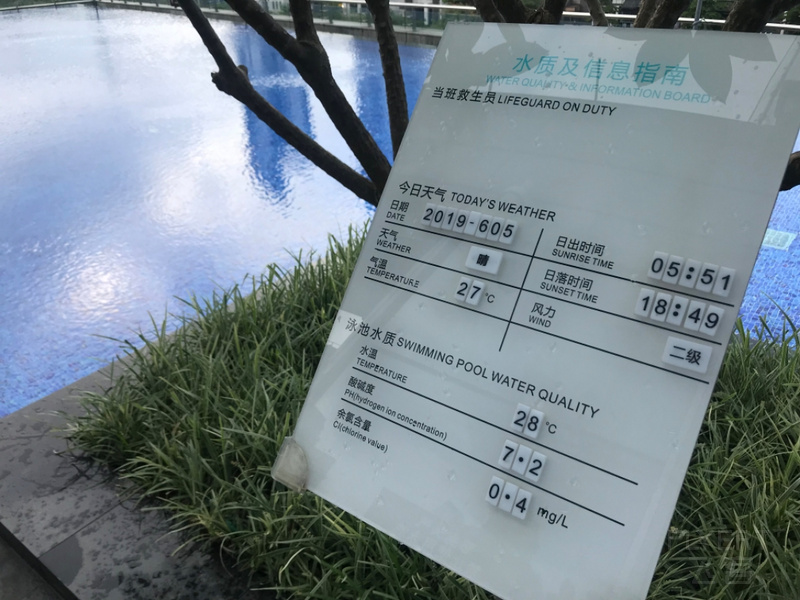 水质及信息指南
WATER QUALITY & INFORMATION BOARD
当班救生员 LIFEGUARD ON DUTY
今日天气 TODAY'S WEATHER
日期
DATE
2019-605
天气
WEATHER
晴
气温
TEMPERATURE
27°C
日出时间
SUNRISE TIME
05:51
日落时间
SUNSET TIME
18:49
风力
WIND
二级
泳池水质 SWIMMING POOL WATER QUALITY
水温
TEMPERATURE
28°C
酸碱度
PH(hydrogen ion concentration)
7·2
余氯含量
Cl(chlorine value)
0·4 mg/L